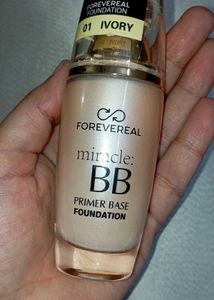 FOREVEREAL
FOUNDATION
01 IVORY
FOREVEREAL
miracle:
BB
PRIMER BASE
FOUNDATION